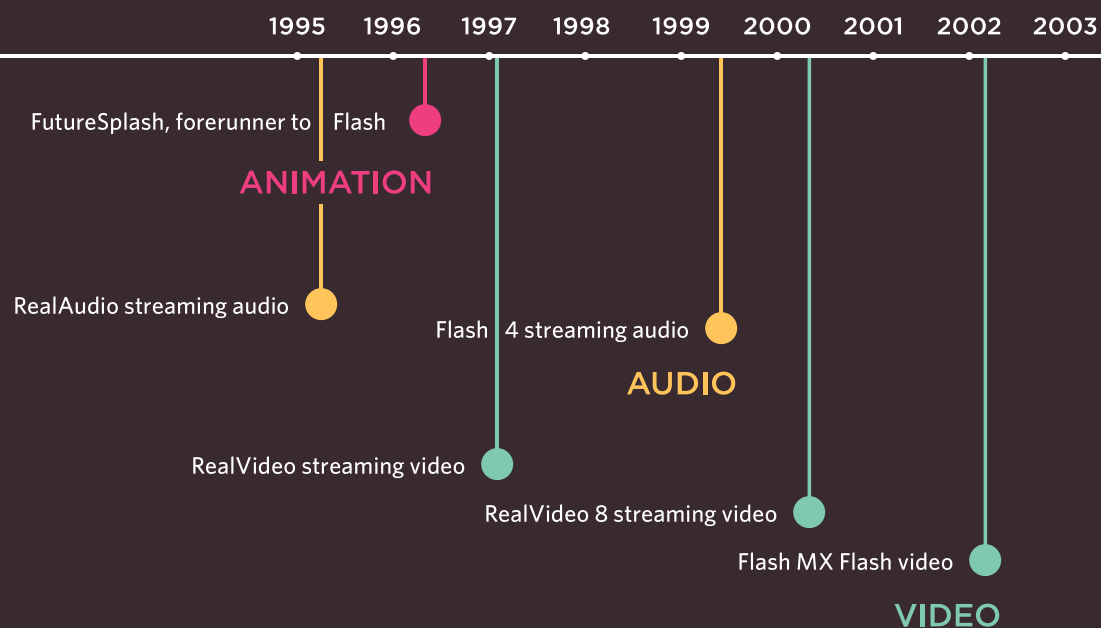 1995 1996 1997 1998 1999 2000 2001 2002 2003
FutureSplash, forerunner to Flash
ANIMATION
RealAudio streaming audio
Flash 4 streaming audio
AUDIO
RealVideo streaming video
RealVideo 8 streaming video
Flash MX Flash video
VIDEO